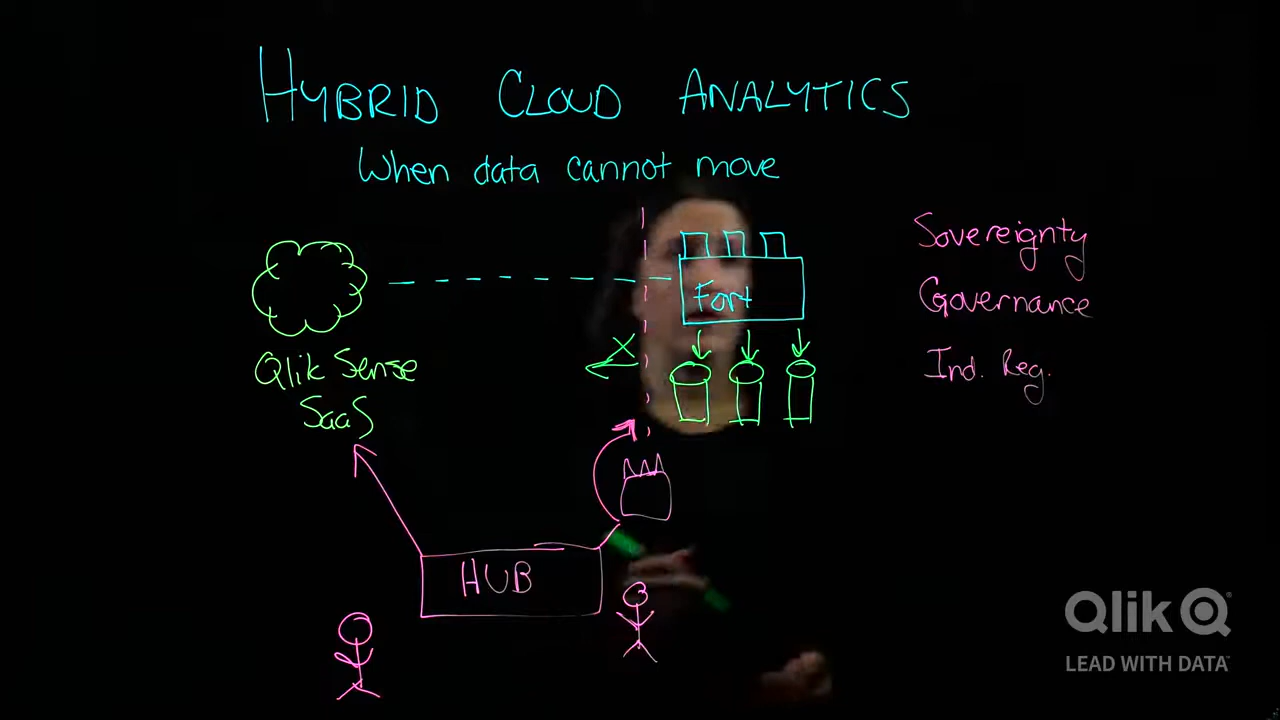 HYBRID CLOUD ANALYTICS
When data cannot move
Sovereignty
Governance
Ind. Reg.
Fort
X
Qlik Sense
SaaS
HUB
Qlik
LEAD WITH DATA™